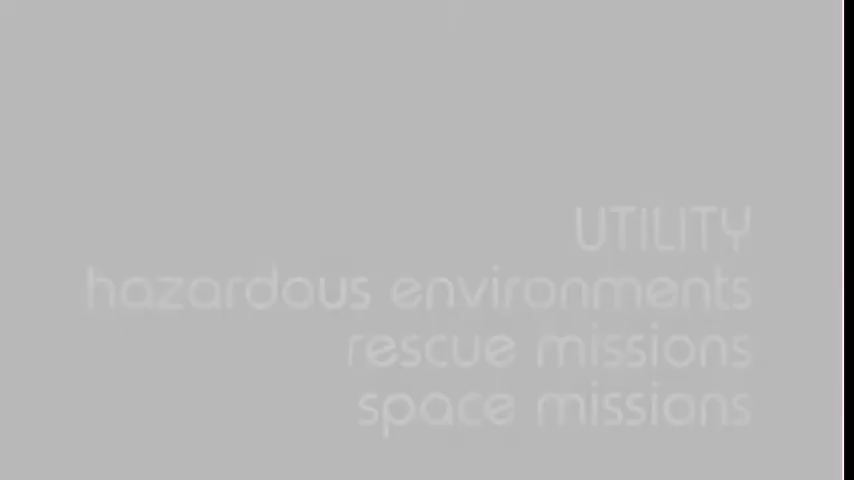 UTILITY
hazardous environments
rescue missions
space missions